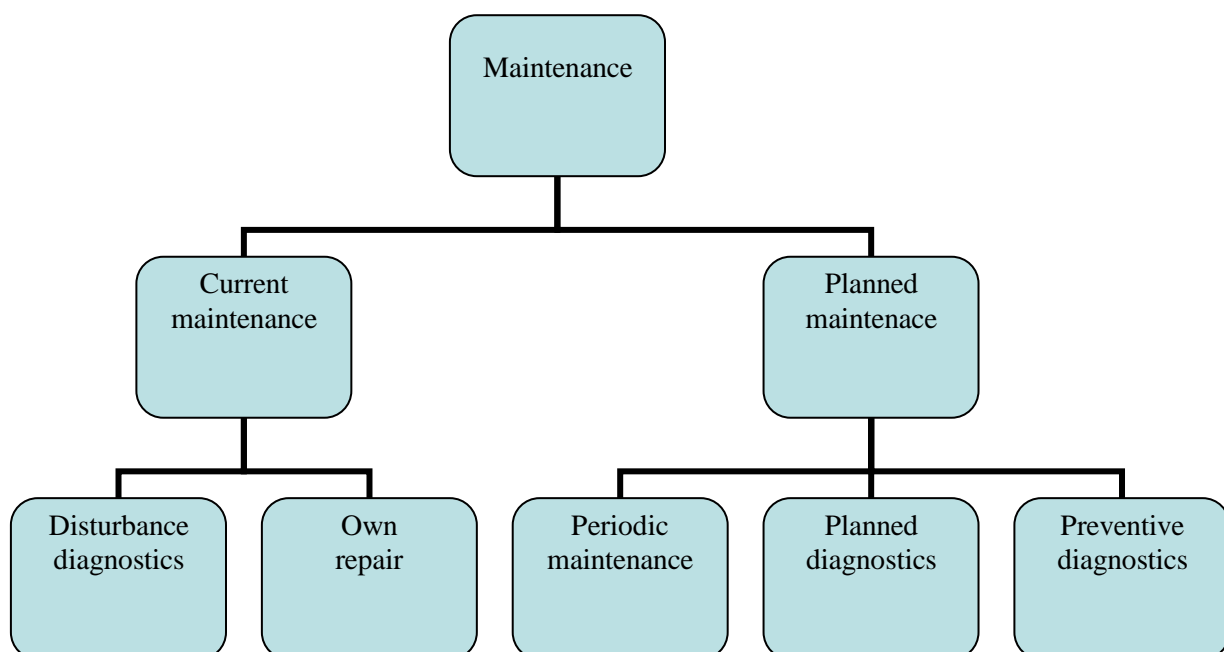 Maintenance
Current
maintenance
Planned
maintenace
Disturbance
diagnostics
Own
repair
Periodic
maintenance
Planned
diagnostics
Preventive
diagnostics